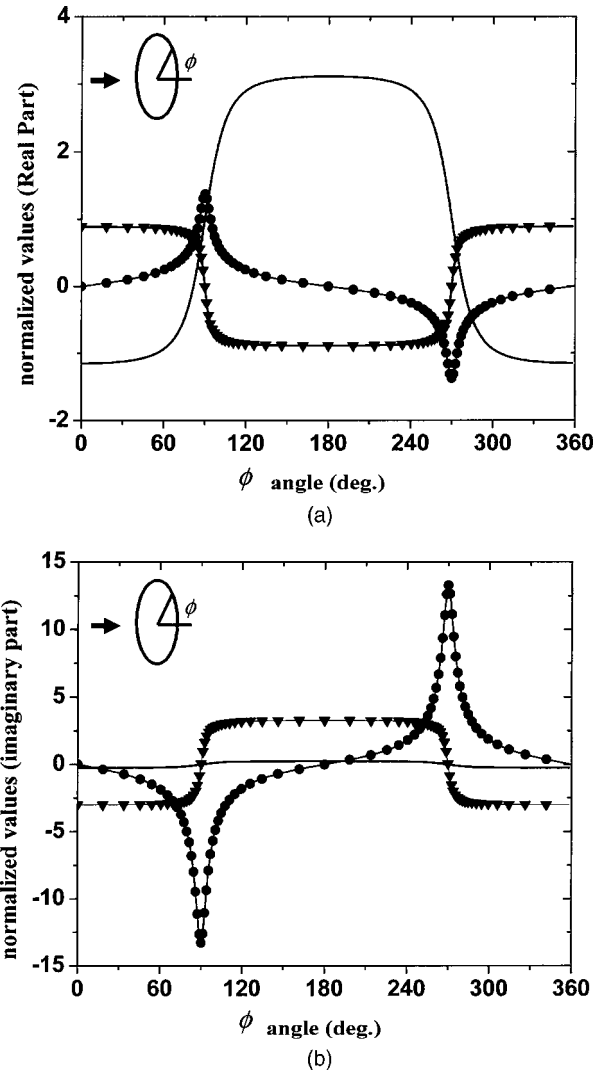 4
2
0
-2
normalized values (Real Part)
ϕ
0 60 120 180 240 300 360
ϕ angle (deg.)
(a)
15
10
5
0
-5
-10
-15
normalized values (imaginary part)
ϕ
0 60 120 180 240 300 360
ϕ angle (deg.)
(b)